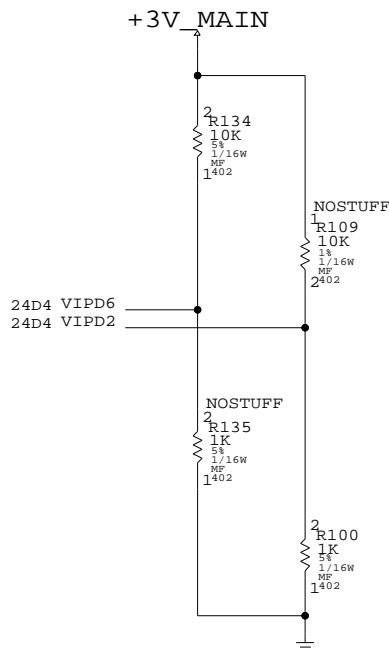 +3V_MAIN
2
R134
10K
5%
1/16W
MF
1 402
NOSTUFF
1
R109
10K
1%
1/16W
MF
2 402
24D4 VIPD6
24D4 VIPD2
NOSTUFF
2
R135
1K
5%
1/16W
MF
1 402
2
R100
1K
5%
1/16W
MF
1 402